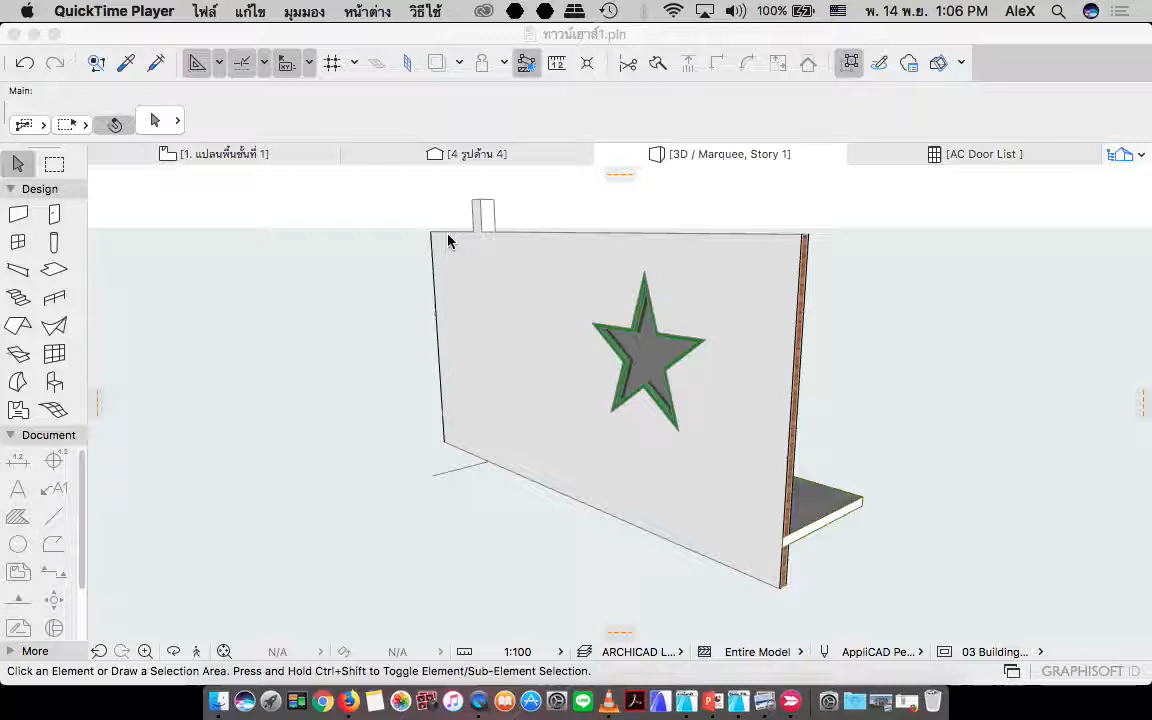 QuickTime Player ไฟล์ แก้ไข มุมมอง หน้าต่าง วิธีใช้ 100% พ. 14 พ.ย. 1:06 PM AleX
ทาวน์เฮาส์1.pln
Main:
[1. แปลนพื้นชั้นที่ 1] [4 รูปด้าน 4] [3D / Marquee, Story 1] [AC Door List ]
Design
Document
1.2 1.2
A A1
More N/A N/A 1:100 ARCHICAD L... Entire Model AppliCAD Pe... 03 Building...
Click an Element or Draw a Selection Area. Press and Hold Ctrl+Shift to Toggle Element/Sub-Element Selection. GRAPHISOFT ID